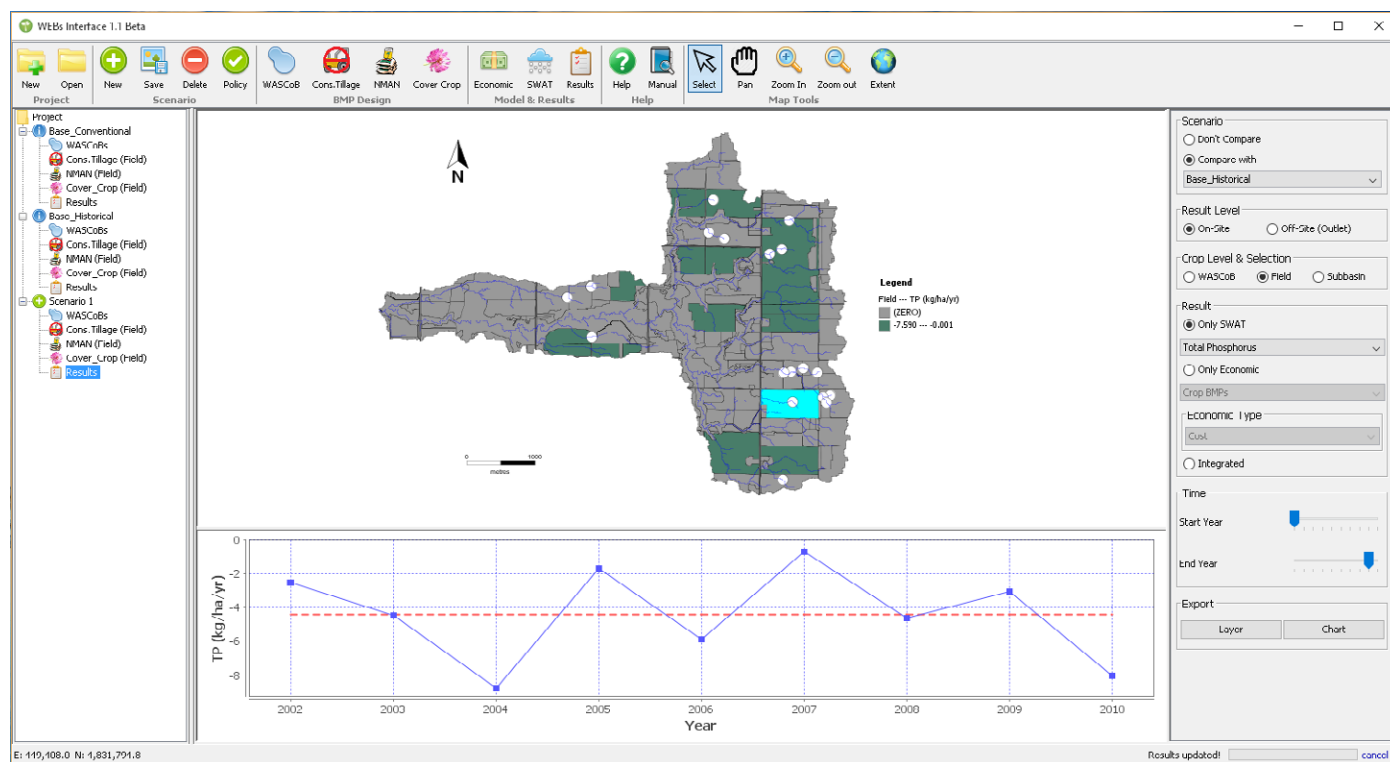 WEBs Interface 1.1 Beta
New Open New Save Delete Policy WASCoB Cons.Tillage NMAN Cover Crop Economic SWAT Results Help Manual Select Pan Zoom In Zoom out Extent
Project Scenario BMP Design Model & Results Help Map Tools
Project
Base_Conventional
WASCoBs
Cons.Tillage (Field)
NMAN (Field)
Cover_Crop (Field)
Results
Base_Historical
WASCoBs
Cons.Tillage (Field)
NMAN (Field)
Cover_Crop (Field)
Results
Scenario 1
WASCoBs
Cons.Tillage (Field)
NMAN (Field)
Cover_Crop (Field)
Results
N
Legend
Field --- TP (kg/ha/yr)
(ZERO)
-7.590 --- -0.001
0 1000
metres
TP (kg/ha/yr)
0
-2
-4
-6
-8
2002 2003 2004 2005 2006 2007 2008 2009 2010
Year
Scenario
Don't Compare
Compare with
Base_Historical
Result Level
On-Site Off-Site (Outlet)
Crop Level & Selection
WASCoB Field Subbasin
Result
Only SWAT
Total Phosphorus
Only Economic
Crop BMPs
Economic Type
Cost
Integrated
Time
Start Year
End Year
Export
Layer Chart
E: 449,408.0 N: 4,831,794.8
Results updated! cancel